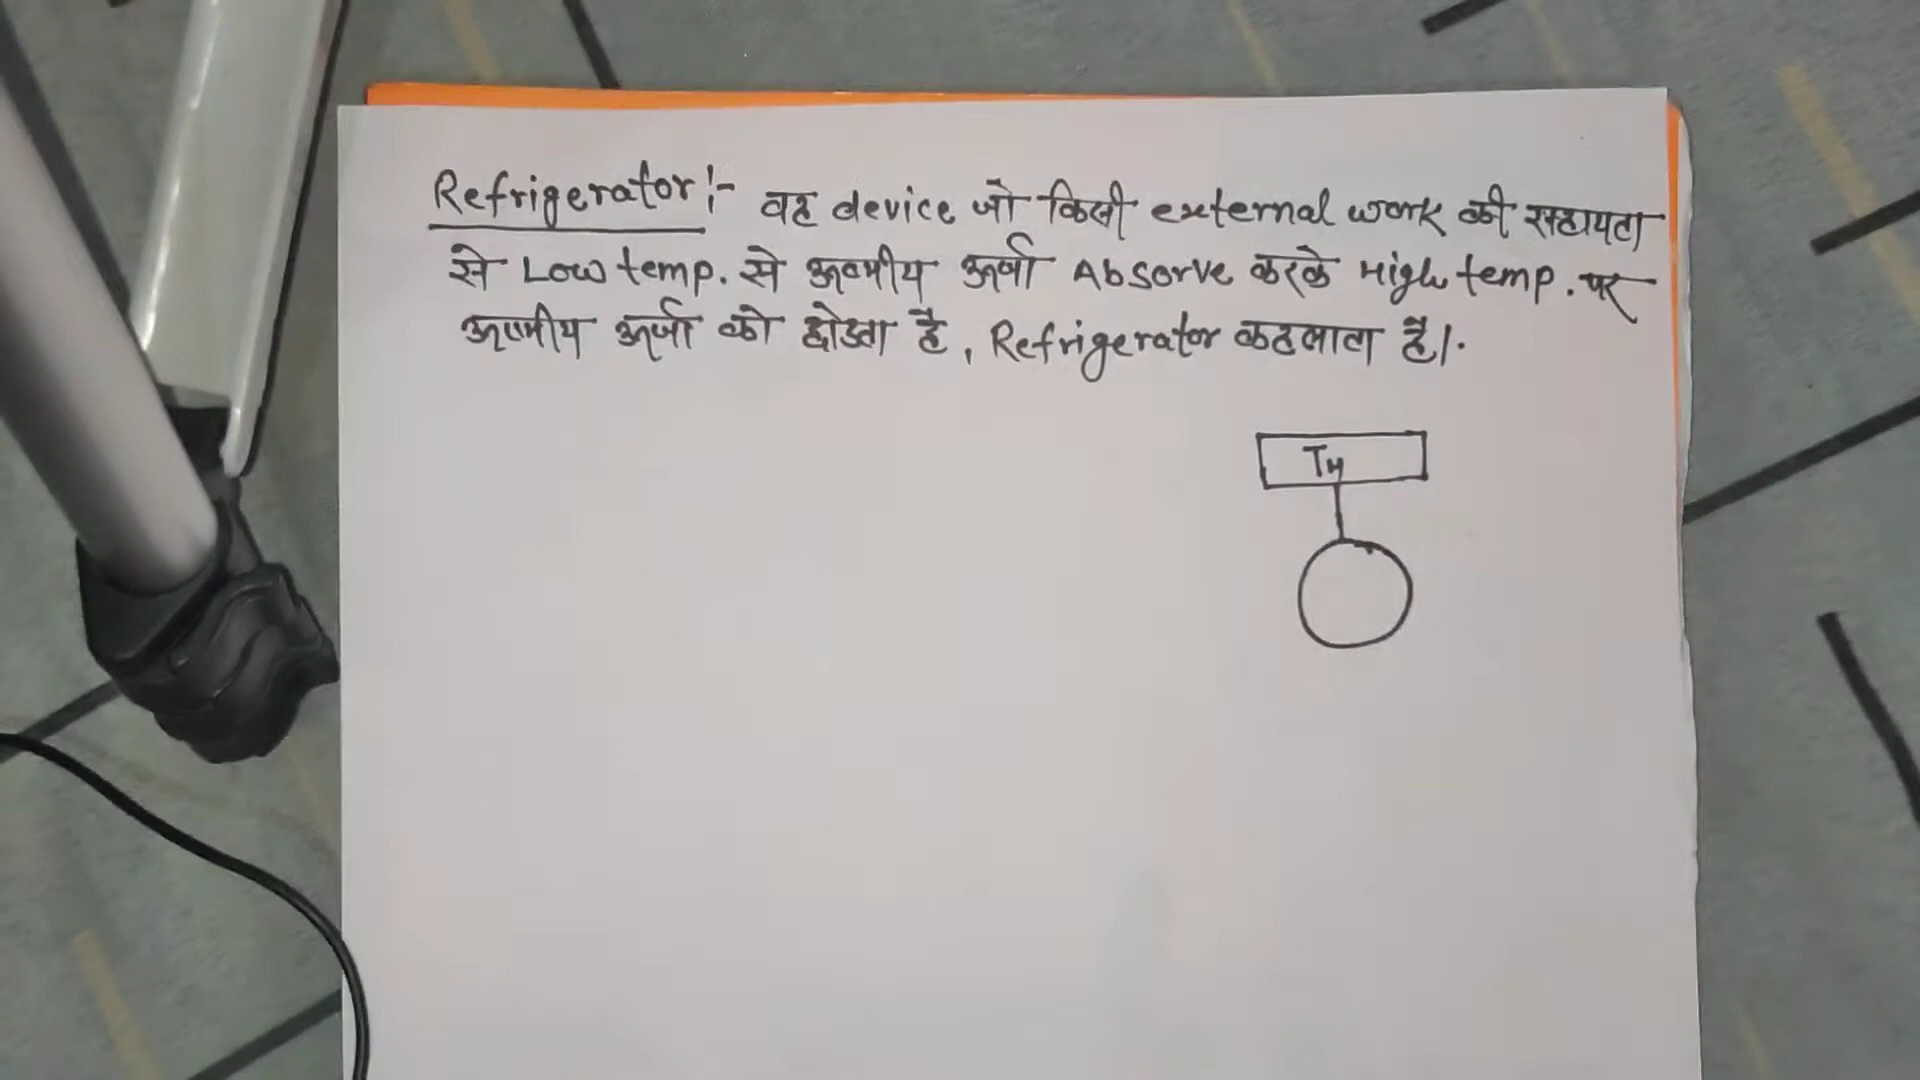 Refrigerator:- वह device जो किसी external work की सहायता
से Low temp. से ऊष्मीय ऊर्जा Absorve करके High temp. पर
ऊष्मीय ऊर्जा को छोडता है, Refrigerator कहलाता है।.
TH